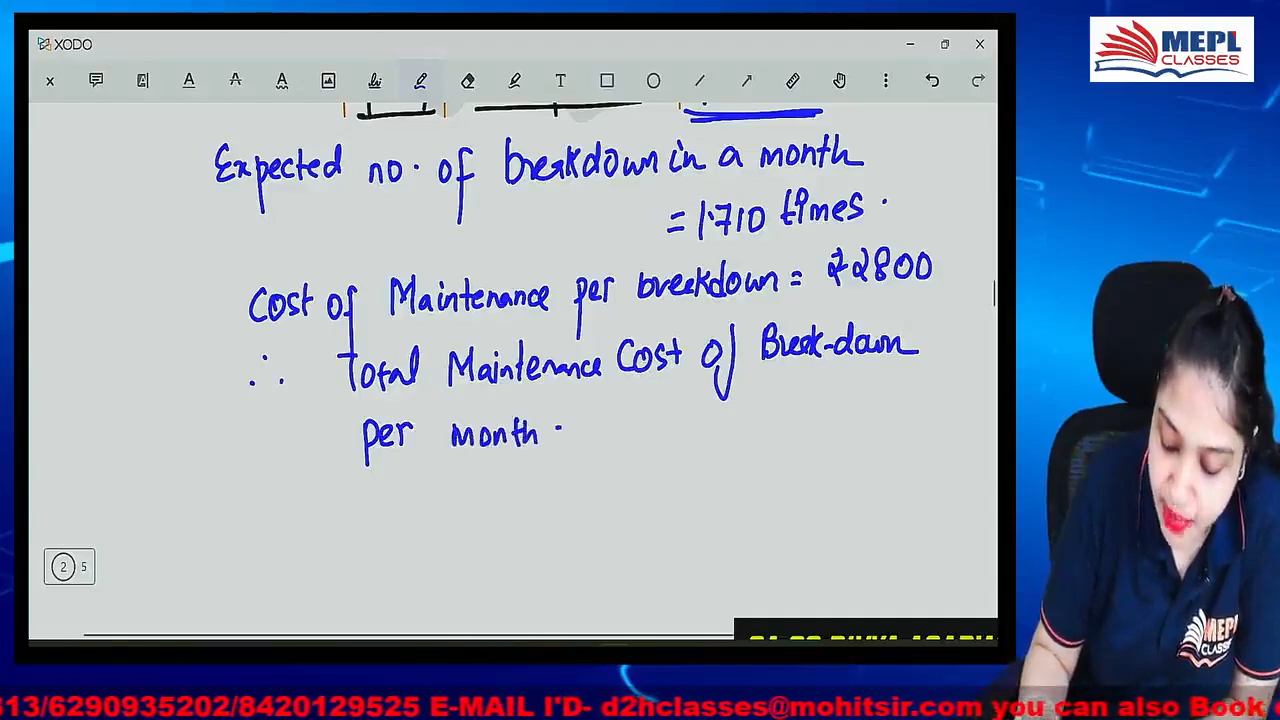 XODO
MEPL
CLASSES
T
Expected no. of breakdown in a month
= 1.710 times.
Cost of Maintenance per breakdown = ₹2800
∴ Total Maintenance Cost of Break-down
per month.
2 5
MEPL
CLASSES
313/6290935202/8420129525 E-MAIL I'D- d2hclasses@mohitsir.com you can also Book